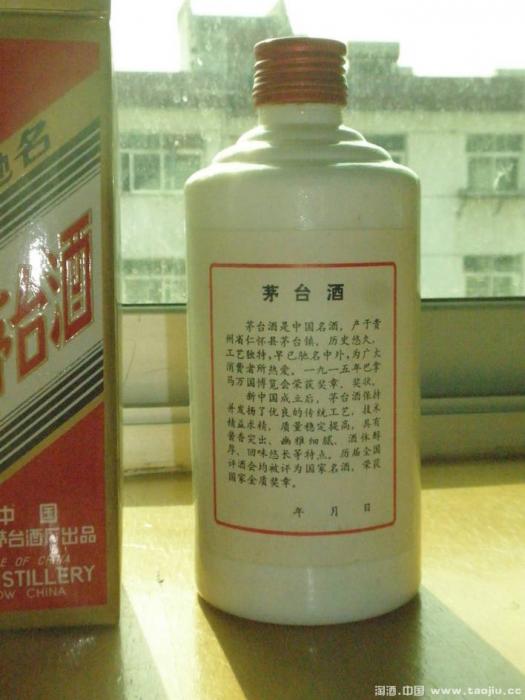 地名
茅台酒
中国
茅台酒厂出品
E OF CHINA
STILLERY
OW CHINA
茅台酒
茅台酒是中国名酒，产于贵
州省仁怀县茅台镇，历史悠久，
工艺独特，早已驰名中外，为广大
消费者所热爱。一九一五年巴拿
马万国博览会荣获奖章、奖状。
新中国成立后，茅台酒保持
并发扬了优良的传统工艺，技术
精益求精，质量稳定提高，具有
酱香突出、幽雅细腻、酒体醇
厚、回味悠长等特点。历届全国
评酒会均被评为国家名酒，荣获
国家金质奖章。
年 月 日
淘酒.中国 www.taojiu.cc